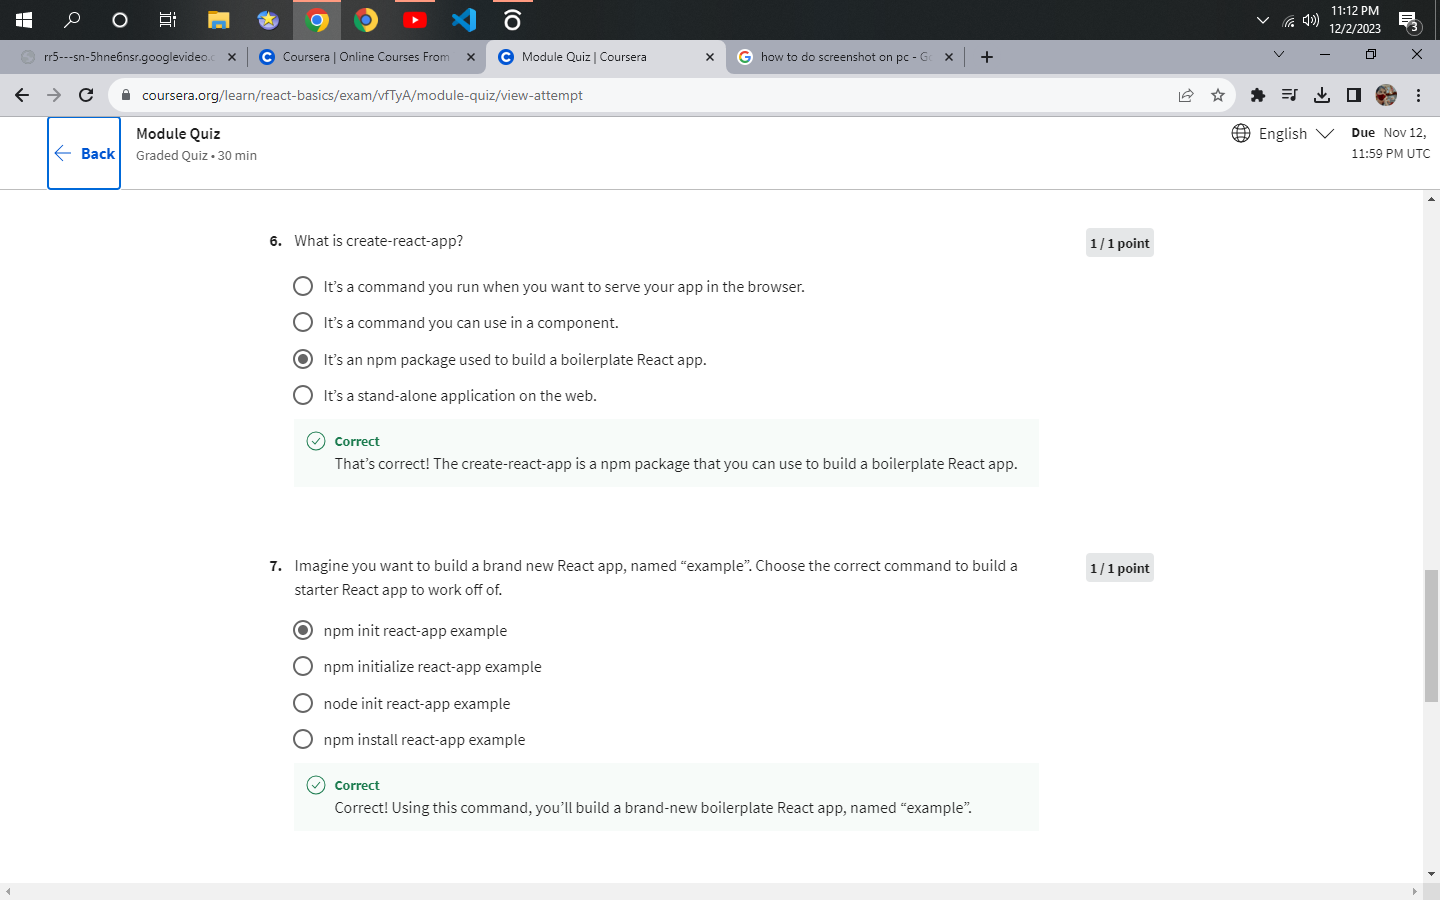 11:12 PM
12/2/2023
3
rr5---sn-5hne6nsr.googlevideo.c
Coursera | Online Courses From
Module Quiz | Coursera
how to do screenshot on pc - Go
coursera.org/learn/react-basics/exam/vfTyA/module-quiz/view-attempt
Back
Module Quiz
Graded Quiz • 30 min
English
Due Nov 12,
11:59 PM UTC
6. What is create-react-app?
1 / 1 point
It’s a command you run when you want to serve your app in the browser.
It’s a command you can use in a component.
It’s an npm package used to build a boilerplate React app.
It’s a stand-alone application on the web.
Correct
That’s correct! The create-react-app is a npm package that you can use to build a boilerplate React app.
7. Imagine you want to build a brand new React app, named “example”. Choose the correct command to build a
starter React app to work off of.
1 / 1 point
npm init react-app example
npm initialize react-app example
node init react-app example
npm install react-app example
Correct
Correct! Using this command, you’ll build a brand-new boilerplate React app, named “example”.